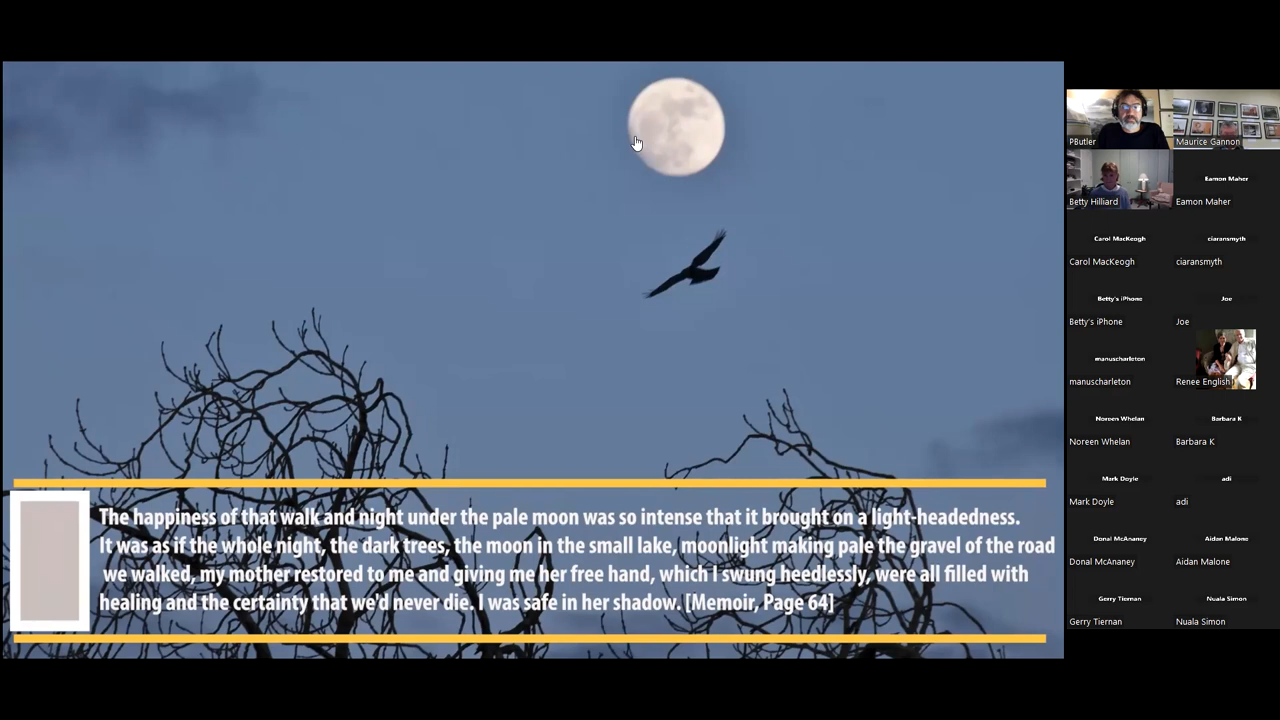 The happiness of that walk and night under the pale moon was so intense that it brought on a light-headedness.
It was as if the whole night, the dark trees, the moon in the small lake, moonlight making pale the gravel of the road
we walked, my mother restored to me and giving me her free hand, which I swung heedlessly, were all filled with
healing and the certainty that we'd never die. I was safe in her shadow. [Memoir, Page 64]
PButler
Maurice Gannon
Betty Hilliard
Eamon Maher
Eamon Maher
Carol MacKeogh
ciaransmyth
Carol MacKeogh
ciaransmyth
Betty's iPhone
Joe
Betty's iPhone
Joe
manuscharleton
manuscharleton
Renee English
Noreen Whelan
Barbara K
Noreen Whelan
Barbara K
Mark Doyle
adi
Mark Doyle
adi
Donal McAnaney
Aidan Malone
Donal McAnaney
Aidan Malone
Gerry Tiernan
Nuala Simon
Gerry Tiernan
Nuala Simon